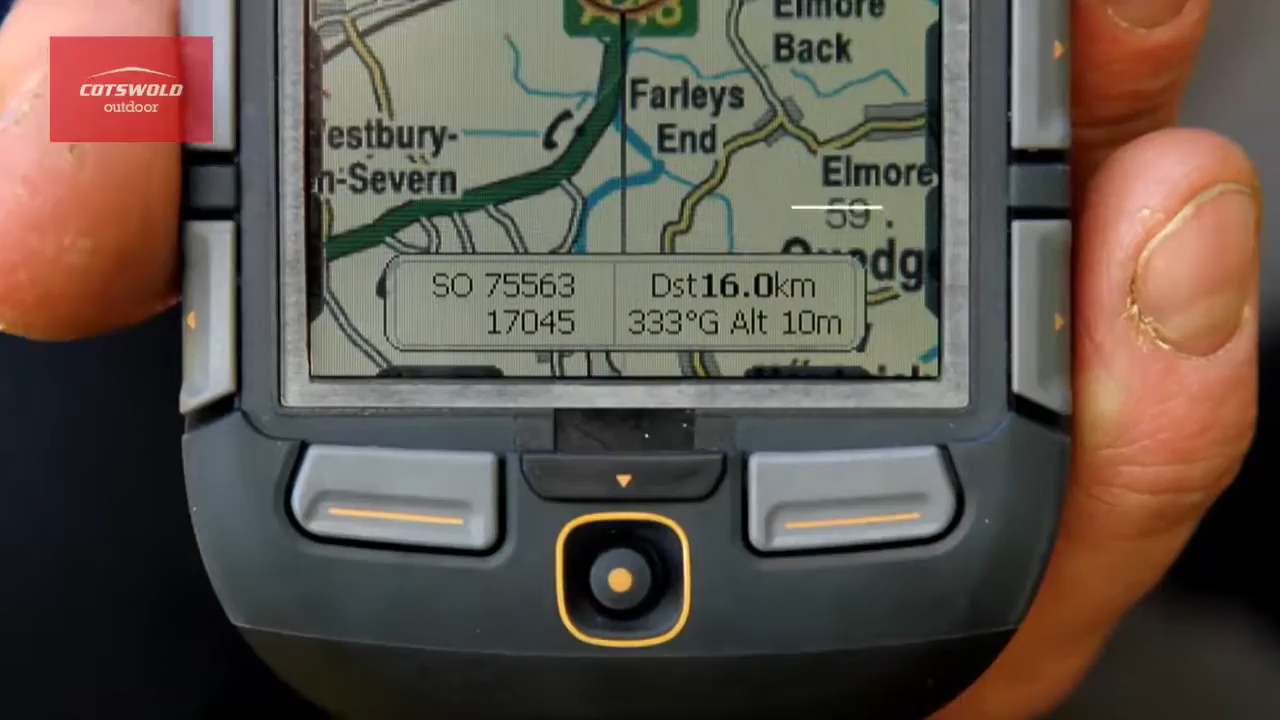 COTSWOLD
outdoor
Elmore
Back
Farleys
End
estbury-
n-Severn
Elmore
59
SO 75563
17045
Dst16.0km
333°G Alt 10m